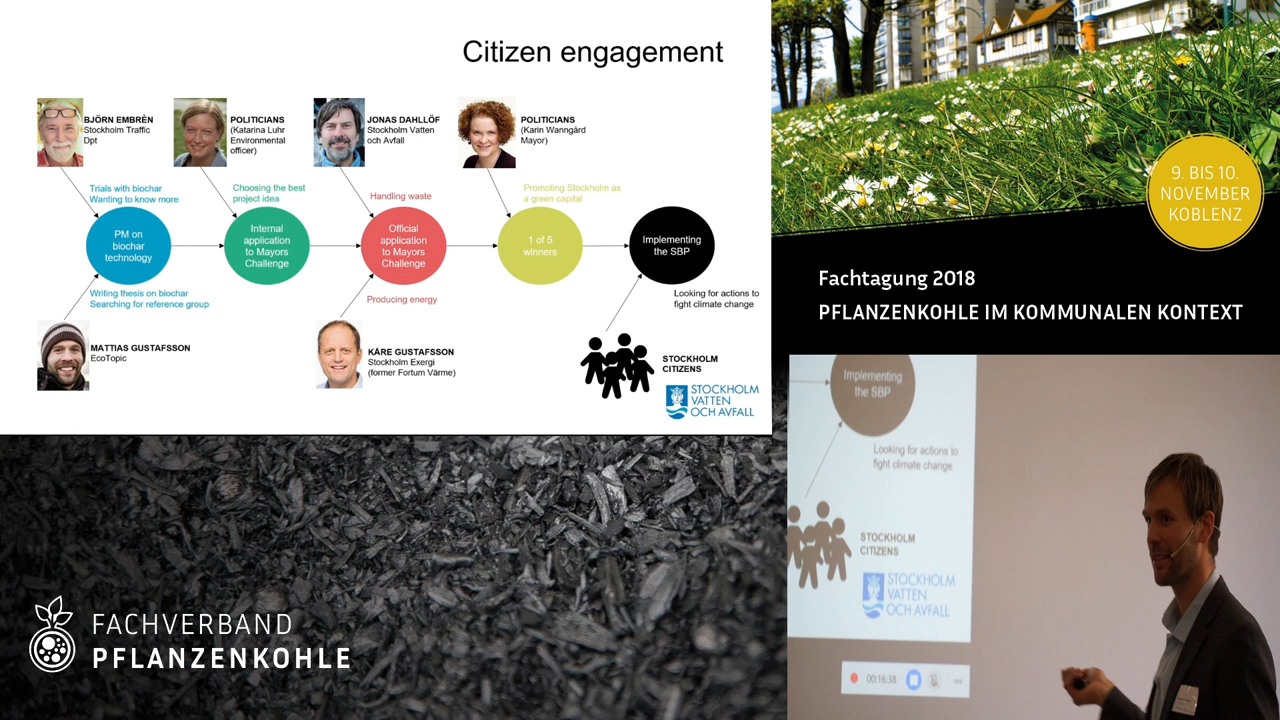 Citizen engagement
BJÖRN EMBRÈN
Stockholm Traffic
Dpt
POLITICIANS
(Katarina Luhr
Environmental
officer)
JONAS DAHLLÖF
Stockholm Vatten
och Avfall
POLITICIANS
(Karin Wanngård
Mayor)
Trials with biochar
Wanting to know more
Choosing the best
project idea
Handling waste
Promoting Stockholm as
a green capital
PM on
biochar
technology
Internal
application
to Mayors
Challenge
Official
application
to Mayors
Challenge
1 of 5
winners
Implementing
the SBP
Writing thesis on biochar
Searching for reference group
Producing energy
Looking for actions to
fight climate change
MATTIAS GUSTAFSSON
EcoTopic
KÅRE GUSTAFSSON
Stockholm Exergi
(former Fortum Värme)
STOCKHOLM
CITIZENS
STOCKHOLM
VATTEN
OCH AVFALL
9. BIS 10.
NOVEMBER
KOBLENZ
Fachtagung 2018
PFLANZENKOHLE IM KOMMUNALEN KONTEXT
Implementing
the SBP
Looking for actions to
fight climate change
STOCKHOLM
CITIZENS
STOCKHOLM
VATTEN
OCH AVFALL
00:16:38
FACHVERBAND
PFLANZENKOHLE